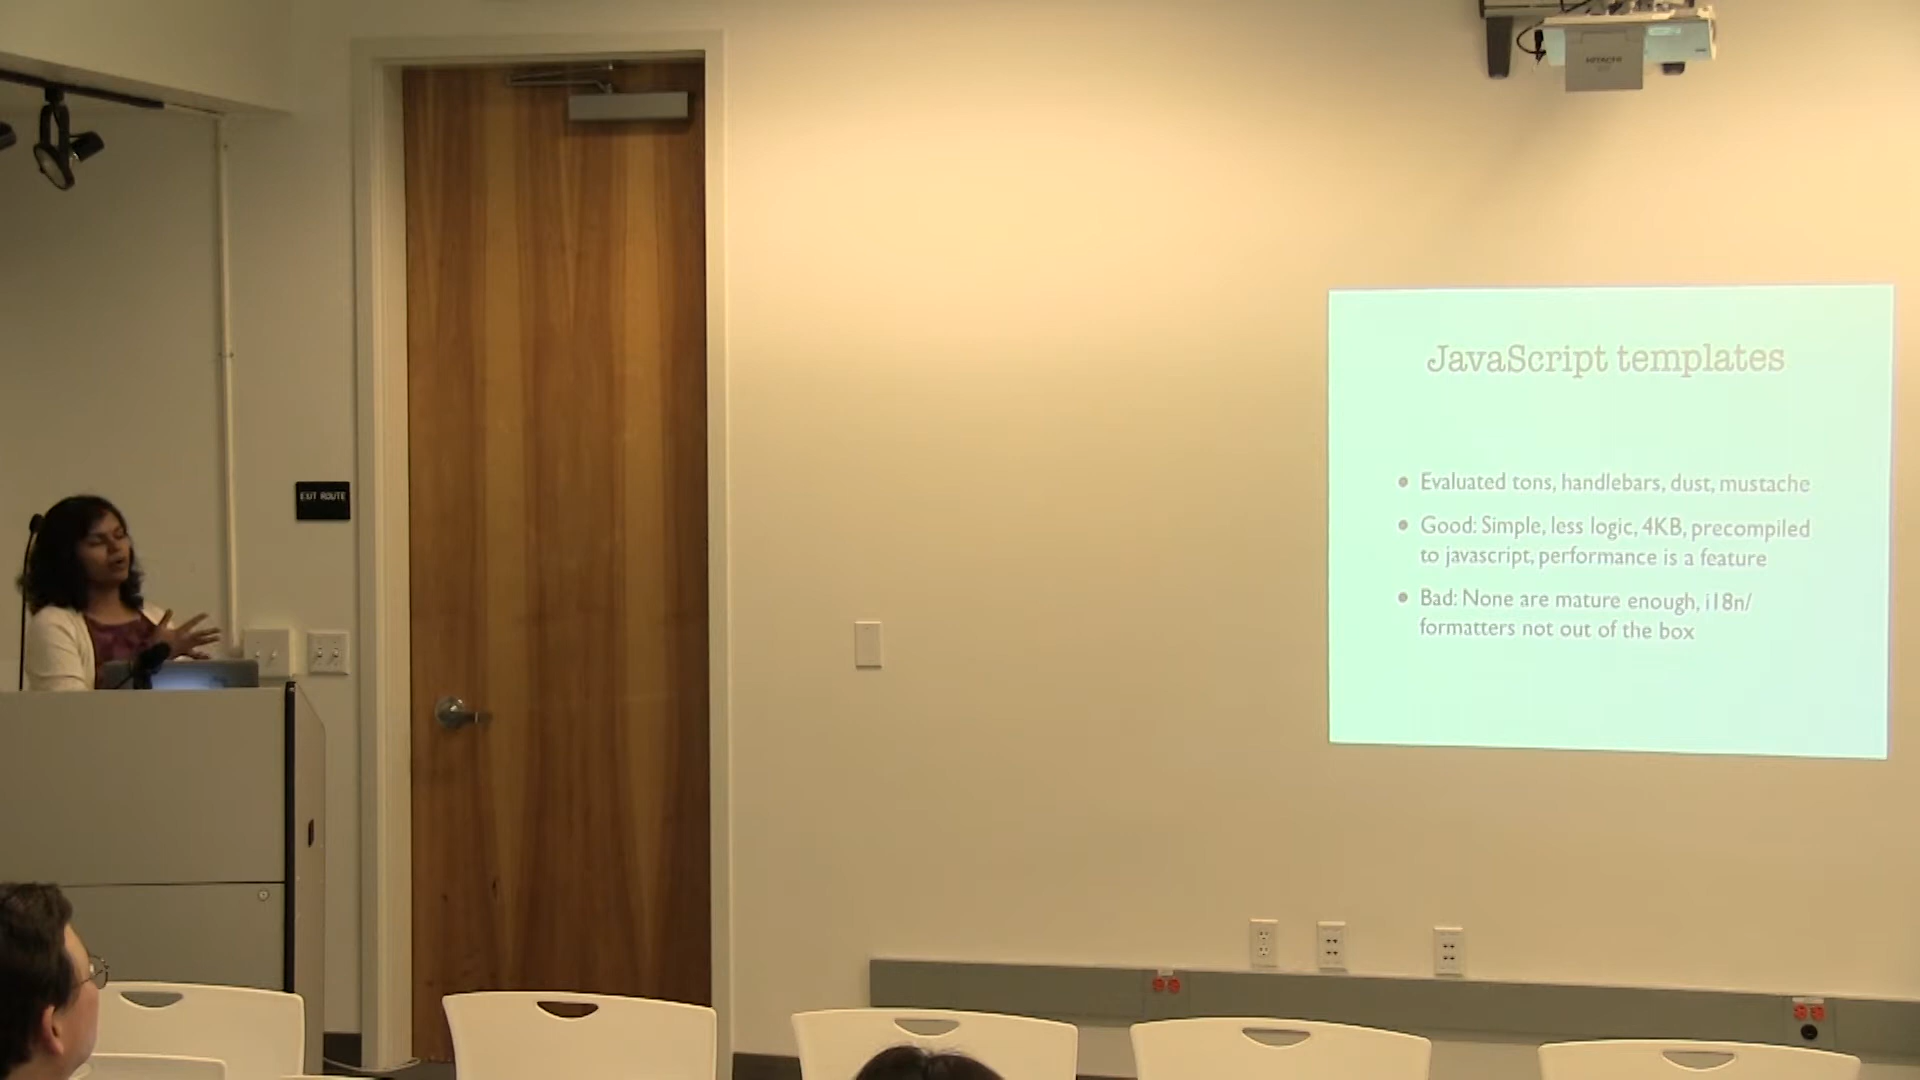 HITACHI
JavaScript templates
EXIT ROUTE
• Evaluated tons, handlebars, dust, mustache
• Good: Simple, less logic, 4KB, precompiled
to javascript, performance is a feature
• Bad: None are mature enough, i18n/
formatters not out of the box